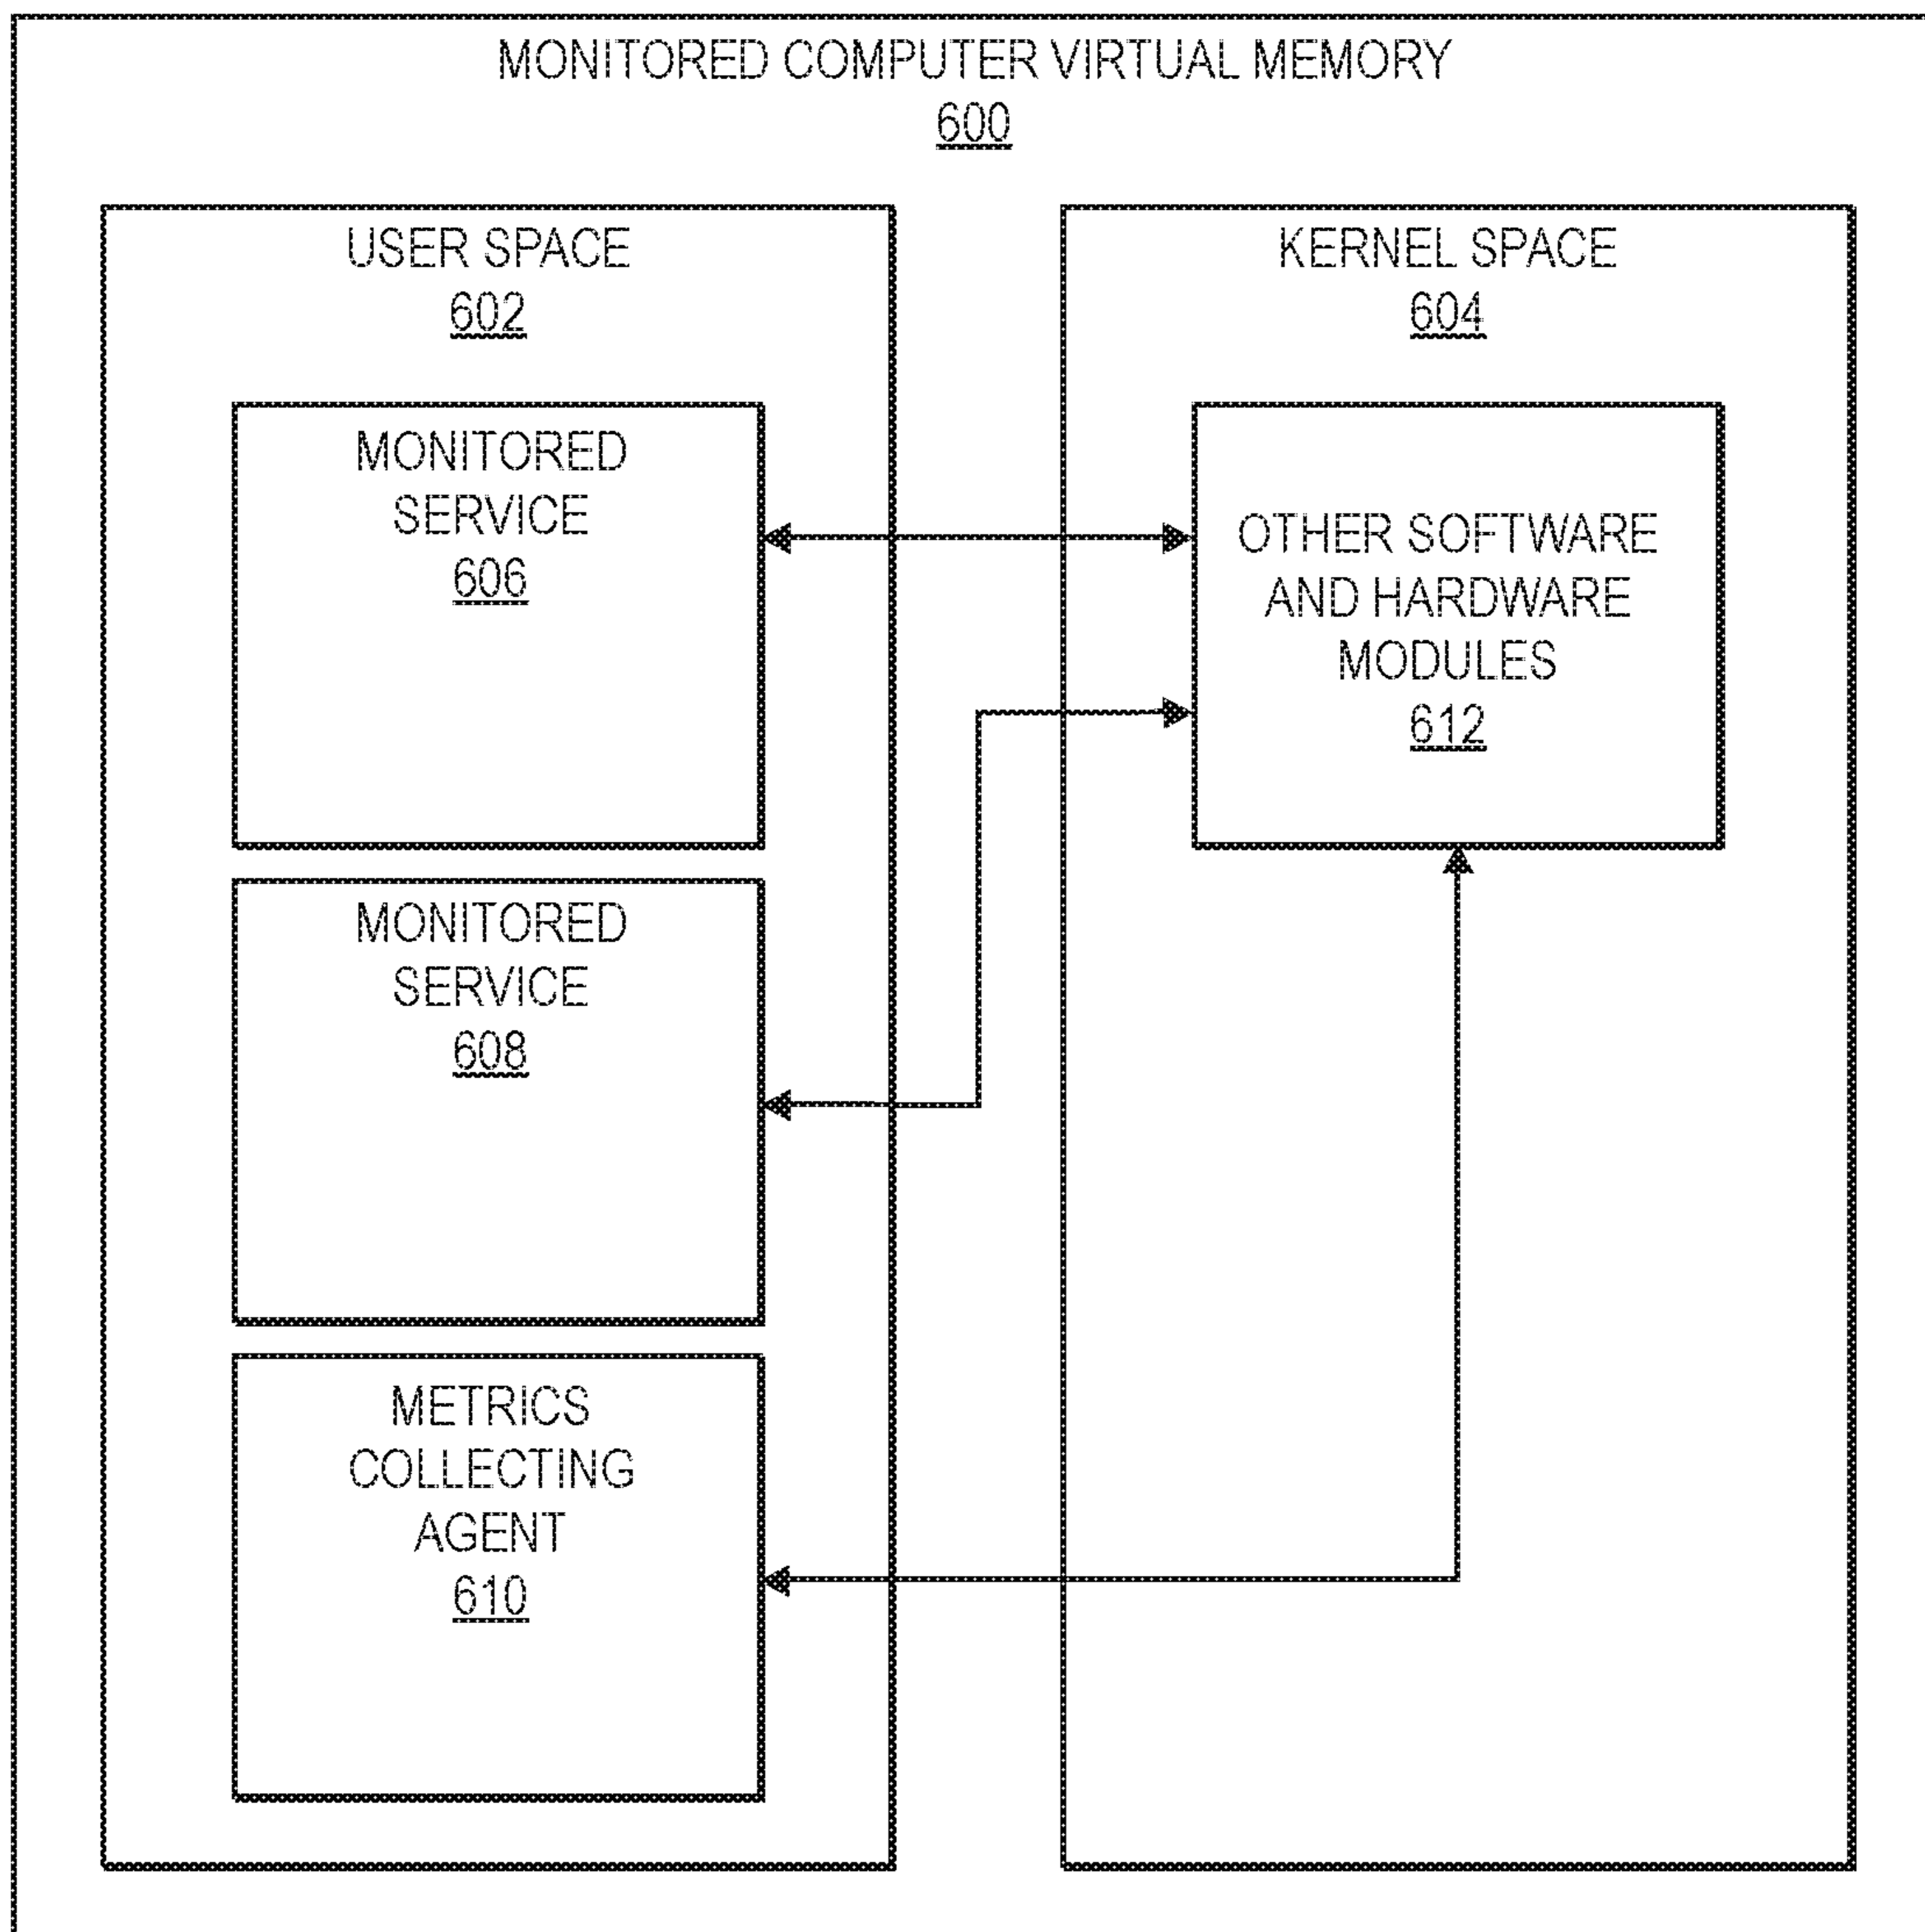 MONITORED COMPUTER VIRTUAL MEMORY
600
USER SPACE
602
MONITORED
SERVICE
606
MONITORED
SERVICE
608
METRICS
COLLECTING
AGENT
610
KERNEL SPACE
604
OTHER SOFTWARE
AND HARDWARE
MODULES
612